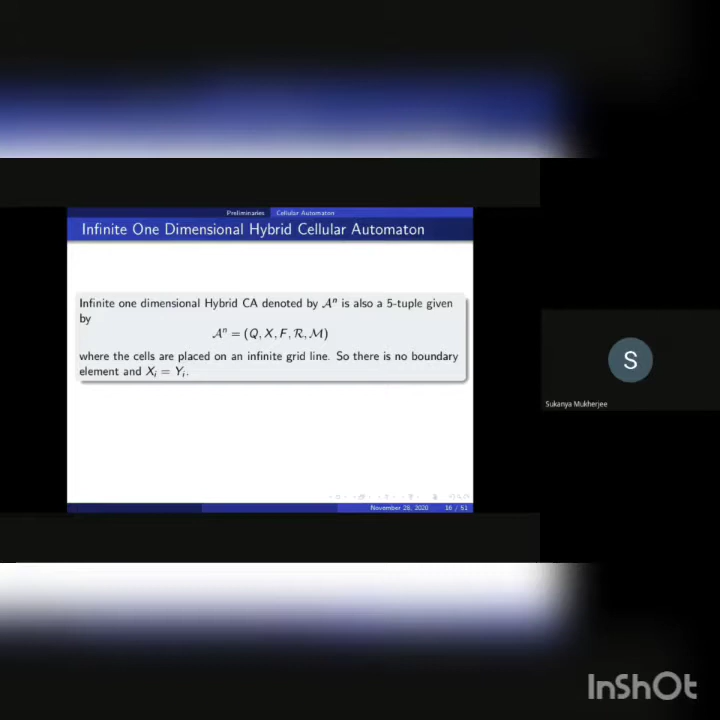 Preliminaries Cellular Automaton
Infinite One Dimensional Hybrid Cellular Automaton
Infinite one dimensional Hybrid CA denoted by 𝒜ⁿ is also a 5-tuple given
by
𝒜ⁿ = (Q, X, F, ℛ, ℳ)
where the cells are placed on an infinite grid line. So there is no boundary
element and Xᵢ = Yᵢ.
S
Sukanya Mukherjee
November 28, 2020 16 / 51
InShOt